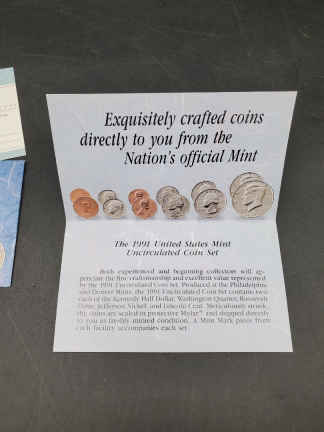 Exquisitely crafted coins
directly to you from the
Nation's official Mint
The 1991 United States Mint
Uncirculated Coin Set
Both experienced and beginning collectors will ap-
preciate the fine craftsmanship and excellent value represented
by the 1991 Uncirculated Coin Set. Produced at the Philadelphia
and Denver Mints, the 1991 Uncirculated Coin Set contains two
each of the Kennedy Half Dollar, Washington Quarter, Roosevelt
Dime, Jefferson Nickel, and Lincoln Cent. Meticulously struck,
the coins are sealed in protective Mylar™ and shipped directly
to you in freshly minted condition. A Mint Mark piece from
each facility accompanies each set.